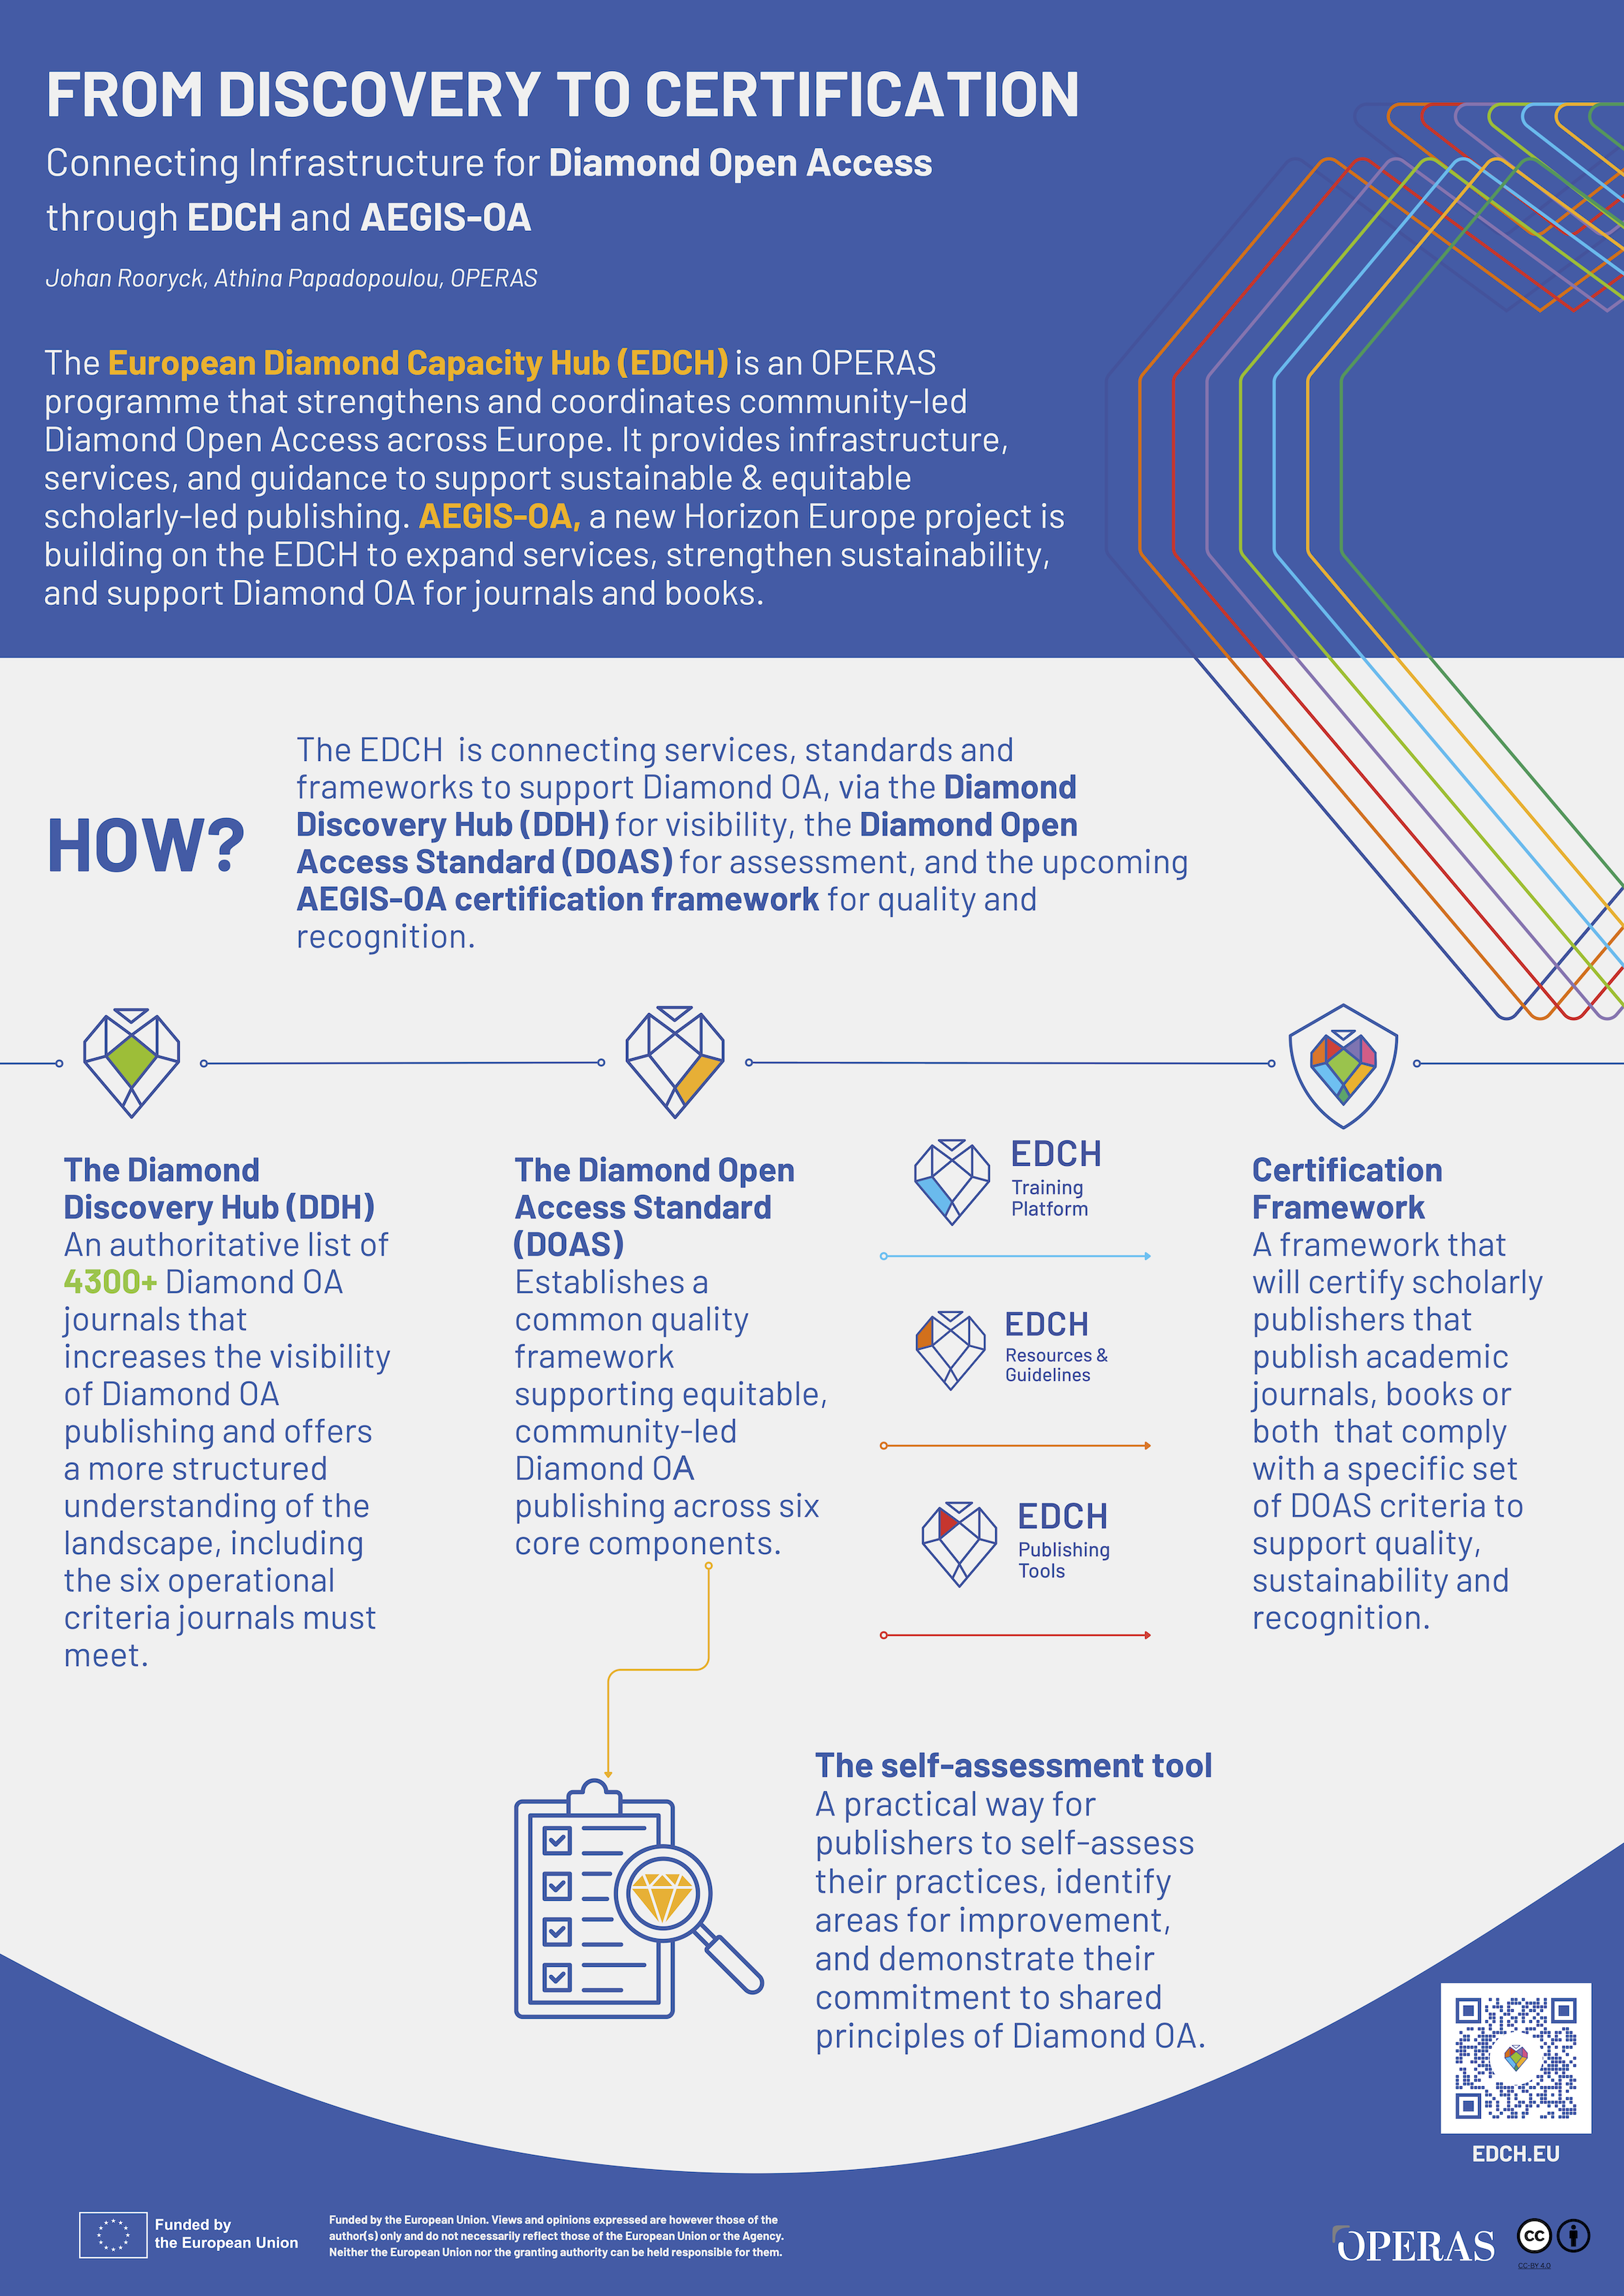 FROM DISCOVERY TO CERTIFICATION
Connecting Infrastructure for Diamond Open Access
through EDCH and AEGIS-OA
Johan Rooryck, Athina Papadopoulou, OPERAS
The European Diamond Capacity Hub (EDCH) is an OPERAS
programme that strengthens and coordinates community-led
Diamond Open Access across Europe. It provides infrastructure,
services, and guidance to support sustainable & equitable
scholarly-led publishing. AEGIS-OA, a new Horizon Europe project is
building on the EDCH to expand services, strengthen sustainability,
and support Diamond OA for journals and books.
HOW?
The EDCH is connecting services, standards and
frameworks to support Diamond OA, via the Diamond
Discovery Hub (DDH) for visibility, the Diamond Open
Access Standard (DOAS) for assessment, and the upcoming
AEGIS-OA certification framework for quality and
recognition.
The Diamond
Discovery Hub (DDH)
An authoritative list of
4300+ Diamond OA
journals that
increases the visibility
of Diamond OA
publishing and offers
a more structured
understanding of the
landscape, including
the six operational
criteria journals must
meet.
The Diamond Open
Access Standard
(DOAS)
Establishes a
common quality
framework
supporting equitable,
community-led
Diamond OA
publishing across six
core components.
EDCH
Training
Platform
EDCH
Resources &
Guidelines
EDCH
Publishing
Tools
Certification
Framework
A framework that
will certify scholarly
publishers that
publish academic
journals, books or
both that comply
with a specific set
of DOAS criteria to
support quality,
sustainability and
recognition.
The self-assessment tool
A practical way for
publishers to self-assess
their practices, identify
areas for improvement,
and demonstrate their
commitment to shared
principles of Diamond OA.
EDCH.EU
Funded by
the European Union
Funded by the European Union. Views and opinions expressed are however those of the
author(s) only and do not necessarily reflect those of the European Union or the Agency.
Neither the European Union nor the granting authority can be held responsible for them.
OPERAS
cc
CC-BY 4.0